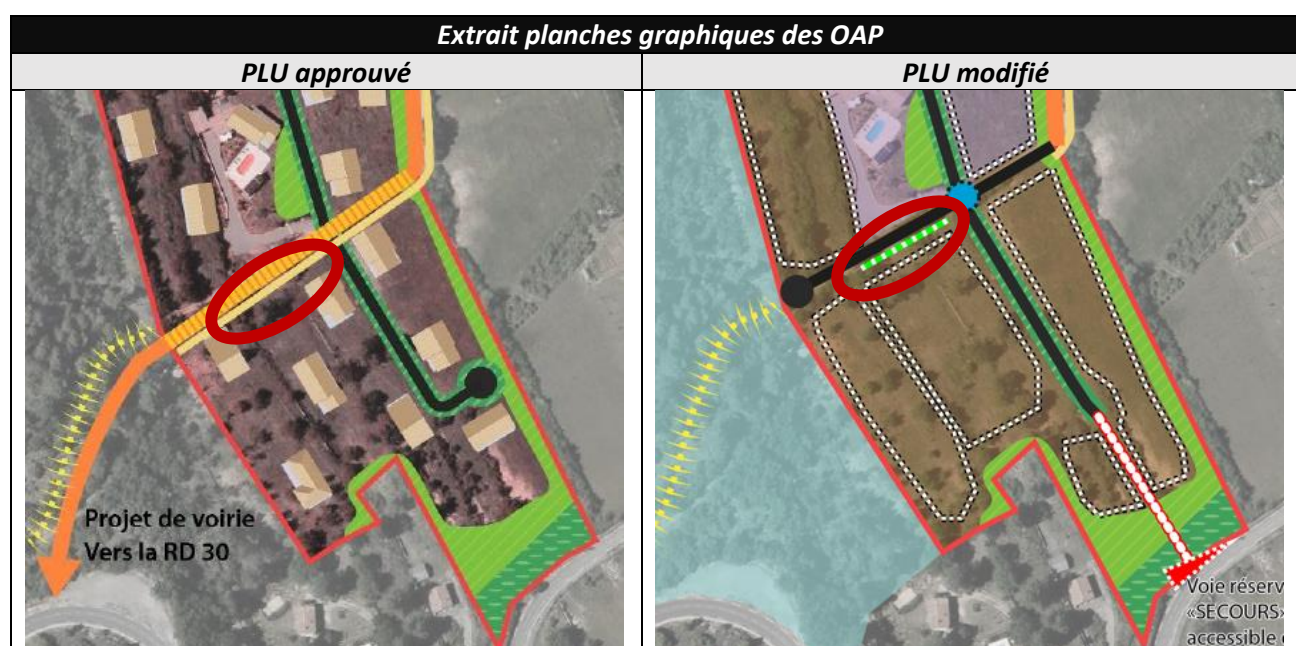 Extrait planches graphiques des OAP
PLU approuvé
PLU modifié
Projet de voirie
Vers la RD 30
Voie réserv
«SECOURS»
accessible